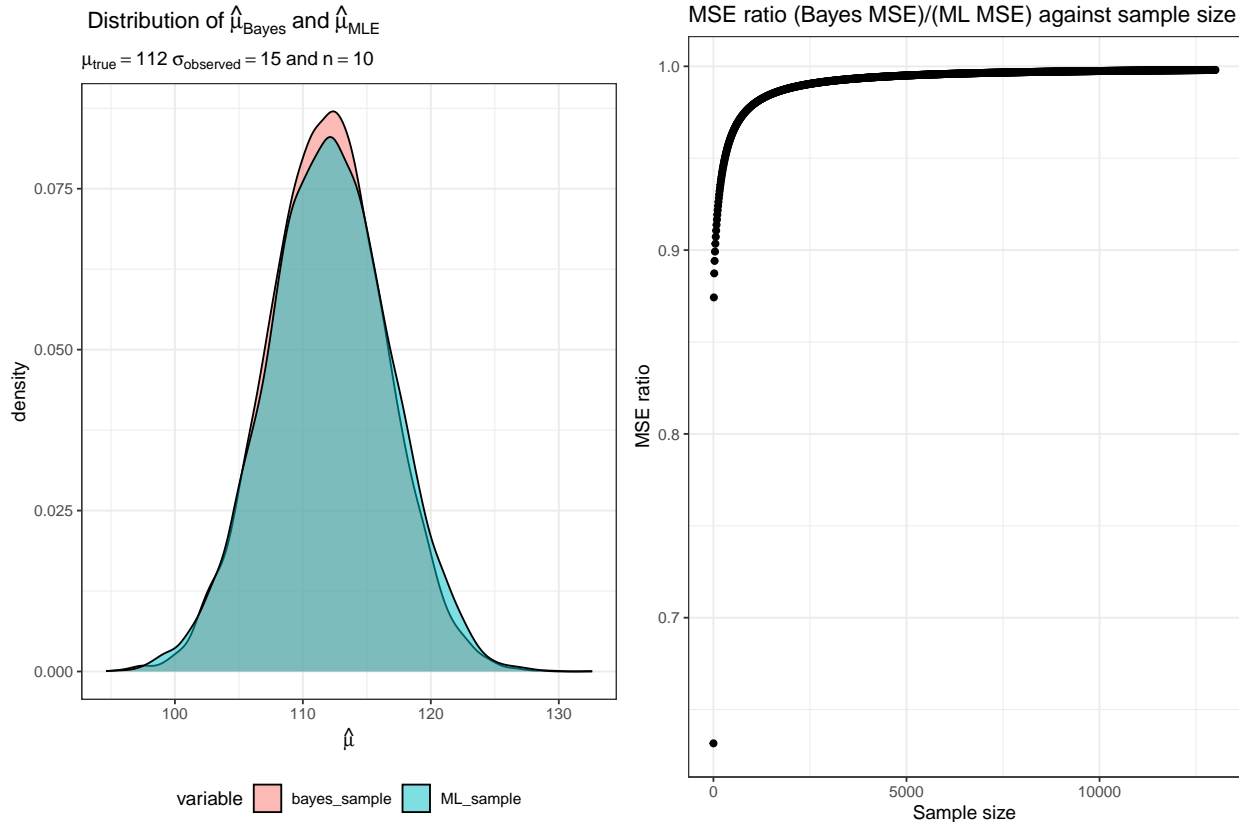 Distribution of μ̂Bayes and μ̂MLE
μtrue = 112 σobserved = 15 and n = 10
density
0.075
0.050
0.025
0.000
100 110 120 130
μ̂
variable bayes_sample ML_sample
MSE ratio (Bayes MSE)/(ML MSE) against sample size
MSE ratio
1.0
0.9
0.8
0.7
0 5000 10000
Sample size